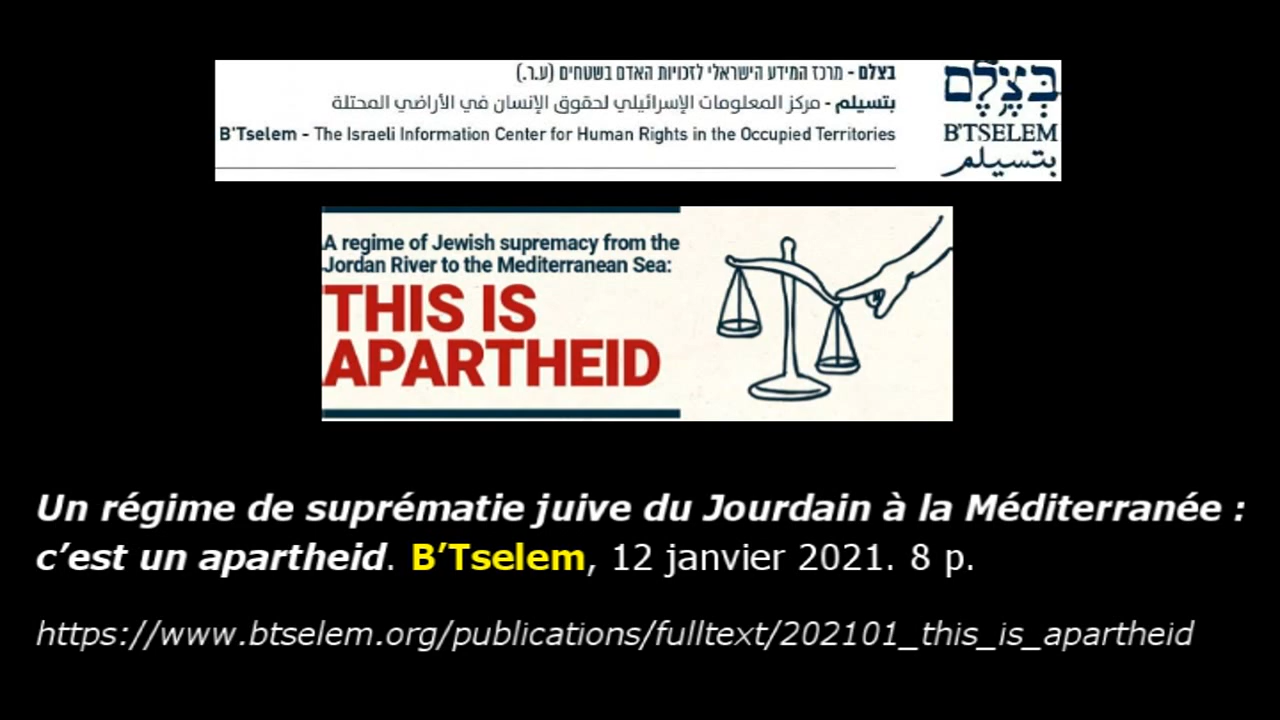 בצלם - מרכז המידע הישראלי לזכויות האדם בשטחים (ע.ר.)
بتسيلم - مركز المعلومات الإسرائيلي لحقوق الإنسان في الأراضي المحتلة
B'Tselem – The Israeli Information Center for Human Rights in the Occupied Territories
בְּצֶלֶם
B'TSELEM
بتسيلم
A regime of Jewish supremacy from the
Jordan River to the Mediterranean Sea:
THIS IS
APARTHEID
Un régime de suprématie juive du Jourdain à la Méditerranée :
c’est un apartheid. B’Tselem, 12 janvier 2021. 8 p.
https://www.btselem.org/publications/fulltext/202101_this_is_apartheid